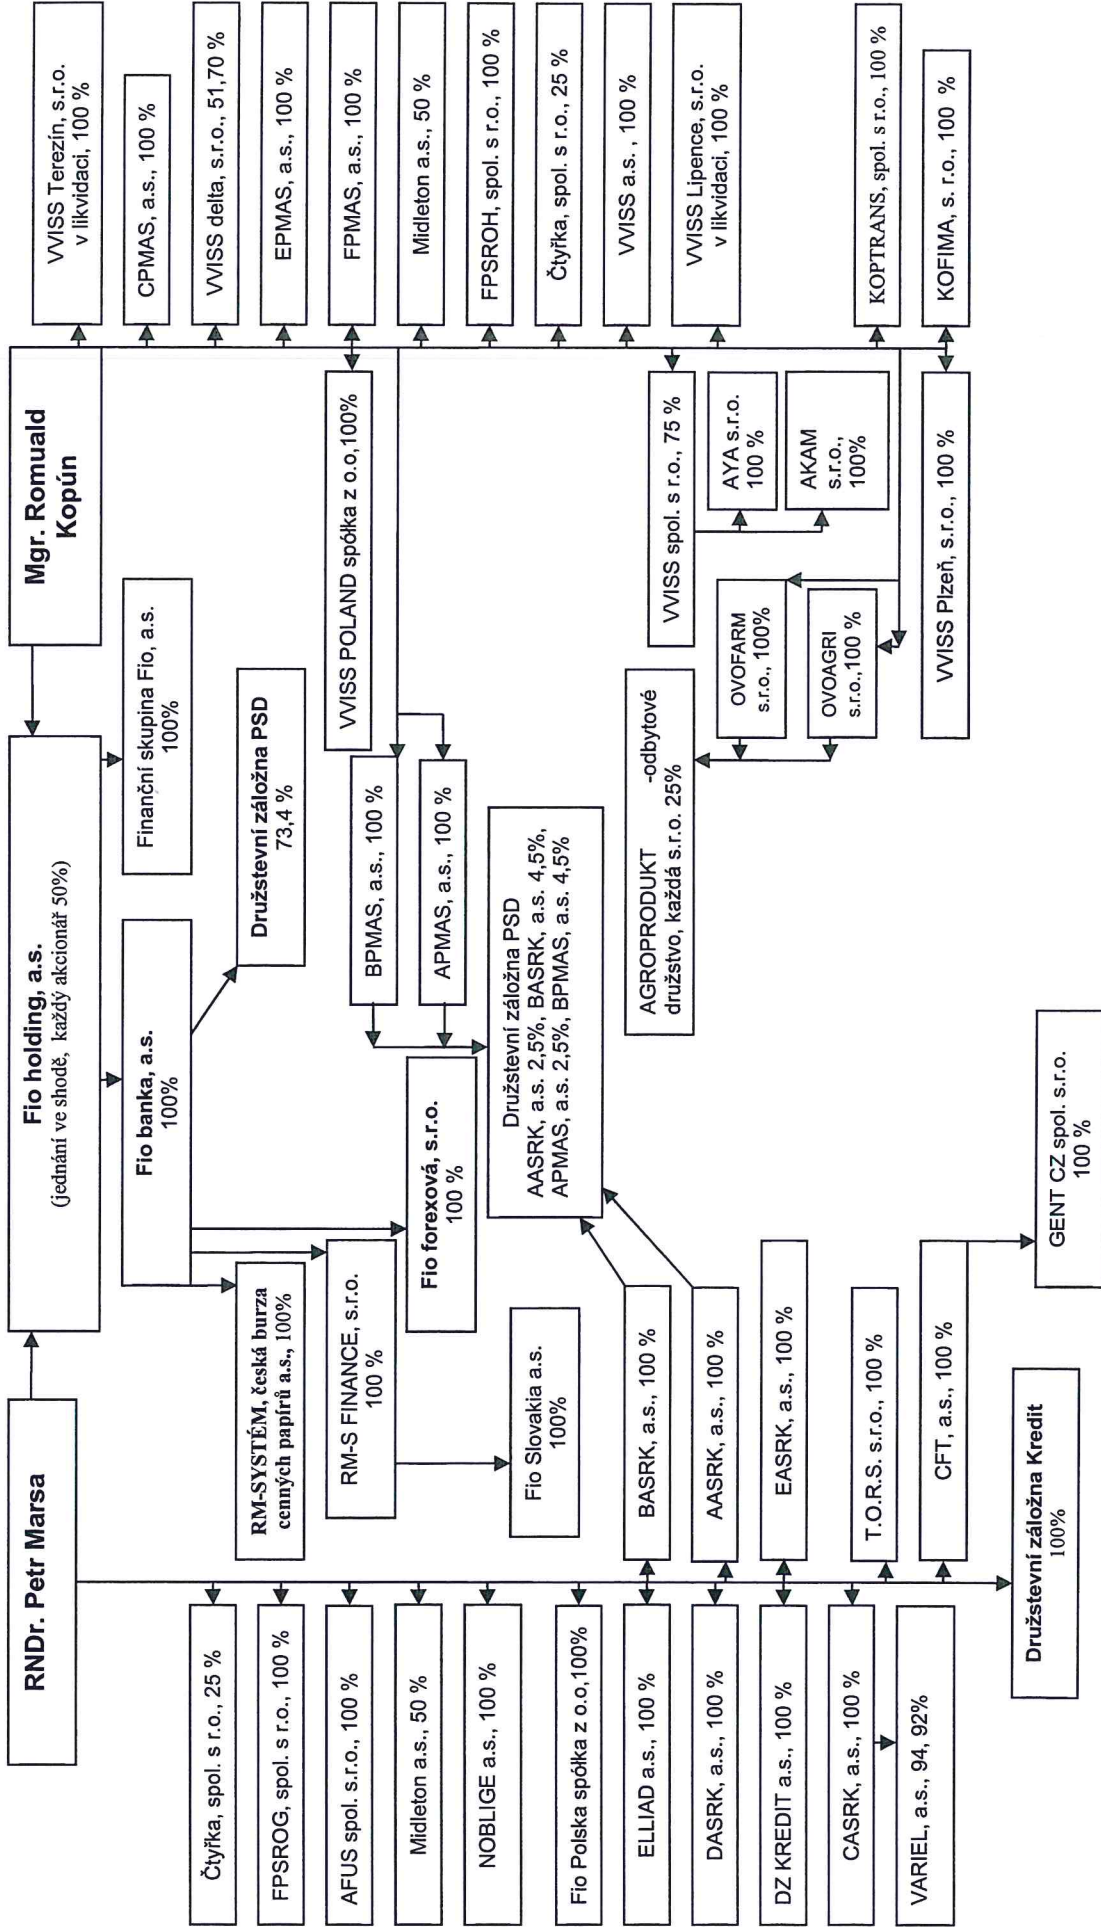 RNDr. Petr Marsa
Fio holding, a.s.
(jednání ve shodě, každý akcionář 50%)
Mgr. Romuald
Kopún
Fio banka, a.s.
100%
Finanční skupina Fio, a.s.
100%
Družstevní záložna PSD
73,4 %
RM-SYSTÉM, česká burza
cenných papírů a.s., 100%
RM-S FINANCE, s.r.o.
100 %
Fio forexová, s.r.o.
100 %
Fio Slovakia a.s.
100%
Čtyřka, spol. s r.o., 25 %
FPSROG, spol. s r.o., 100 %
AFUS spol. s.r.o., 100 %
Midleton a.s., 50 %
NOBLIGE a.s., 100 %
Fio Polska spółka z o.o,100%
ELLIAD a.s., 100 %
DASRK, a.s., 100 %
DZ KREDIT a.s., 100 %
CASRK, a.s., 100 %
VARIEL, a.s., 94, 92%
BASRK, a.s., 100 %
AASRK, a.s., 100 %
EASRK, a.s., 100 %
T.O.R.S. s.r.o., 100 %
CFT, a.s., 100 %
Družstevní záložna Kredit
100%
GENT CZ spol. s.r.o.
100 %
VVISS POLAND spółka z o.o,100%
BPMAS, a.s., 100 %
APMAS, a.s., 100 %
Družstevní záložna PSD
AASRK, a.s. 2,5%, BASRK, a.s. 4,5%,
APMAS, a.s. 2,5%, BPMAS, a.s. 4,5%
AGROPRODUKT -odbytové
družstvo, každá s.r.o. 25%
VVISS spol. s r.o., 75 %
AYA s.r.o.
100 %
AKAM
s.r.o.,
100%
OVOFARM
s.r.o., 100%
OVOAGRI
s.r.o.,100 %
VVISS Plzeň, s.r.o., 100 %
VVISS Terezín, s.r.o.
v likvidaci, 100 %
CPMAS, a.s., 100 %
VVISS delta, s.r.o., 51,70 %
EPMAS, a.s., 100 %
FPMAS, a.s., 100 %
Midleton a.s., 50 %
FPSROH, spol. s r.o., 100 %
Čtyřka, spol. s r.o., 25 %
VVISS a.s. , 100 %
VVISS Lipence, s.r.o.
v likvidaci, 100 %
KOPTRANS, spol. s r.o., 100 %
KOFIMA, s. r.o., 100 %